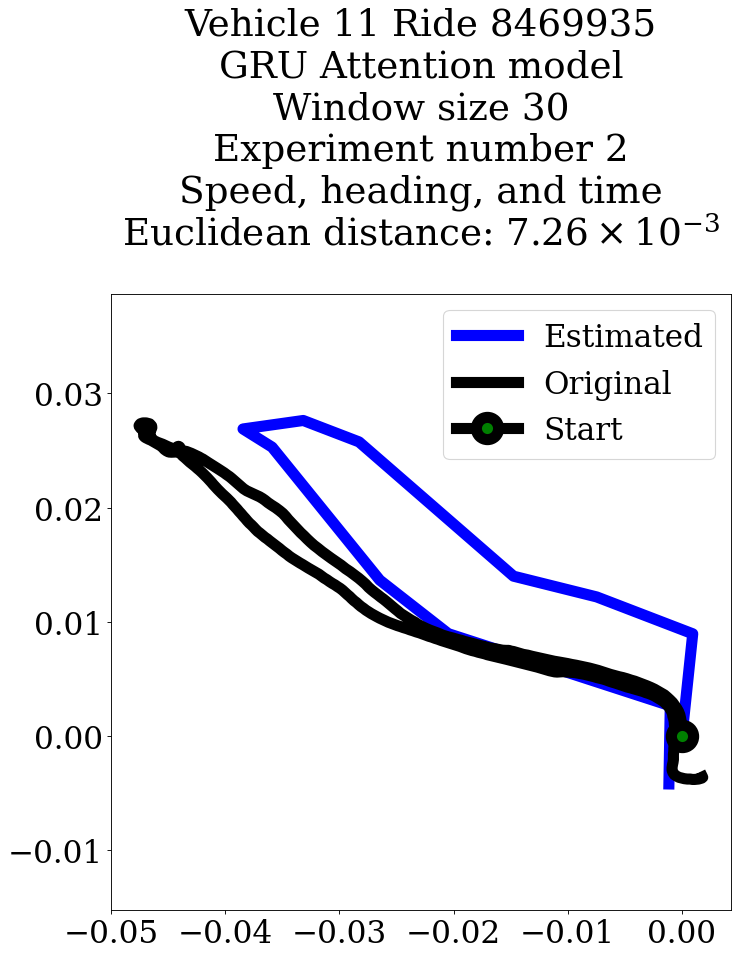 Vehicle 11 Ride 8469935
GRU Attention model
Window size 30
Experiment number 2
Speed, heading, and time
Euclidean distance: 7.26 × 10⁻³
Estimated
Original
Start
0.03
0.02
0.01
0.00
−0.01
−0.05 −0.04 −0.03 −0.02 −0.01 0.00